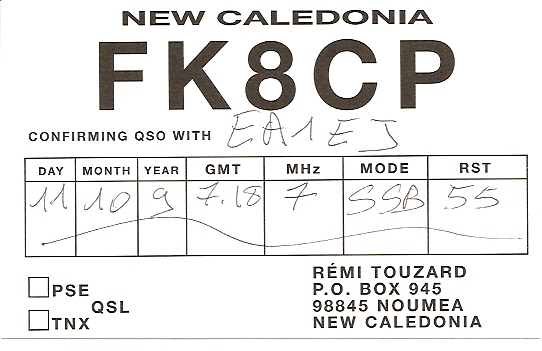 NEW CALEDONIA
FK8CP
CONFIRMING QSO WITH EA1EJ
DAY MONTH YEAR GMT MHz MODE RST
11 10 9 7.18 7 SSB 55
PSE
QSL
TNX
RÉMI TOUZARD
P.O. BOX 945
98845 NOUMEA
NEW CALEDONIA